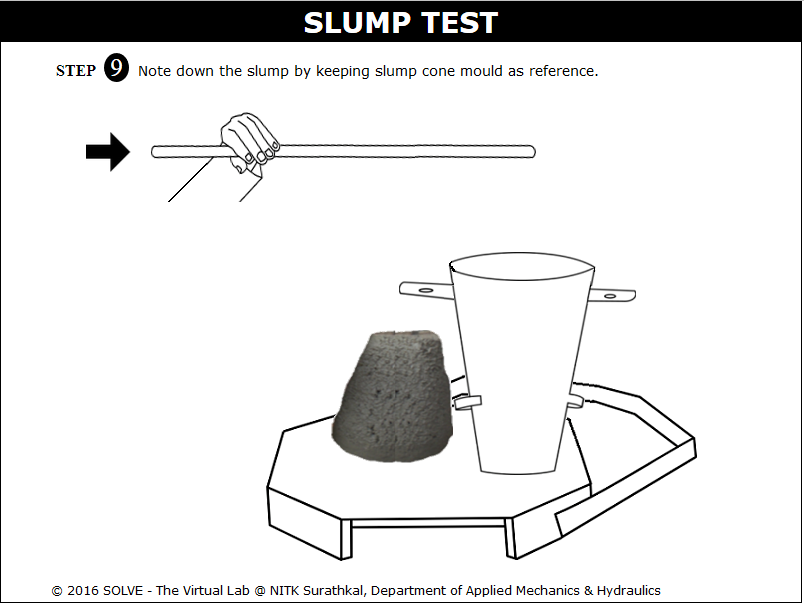 SLUMP TEST
STEP 9 Note down the slump by keeping slump cone mould as reference.
© 2016 SOLVE - The Virtual Lab @ NITK Surathkal, Department of Applied Mechanics & Hydraulics